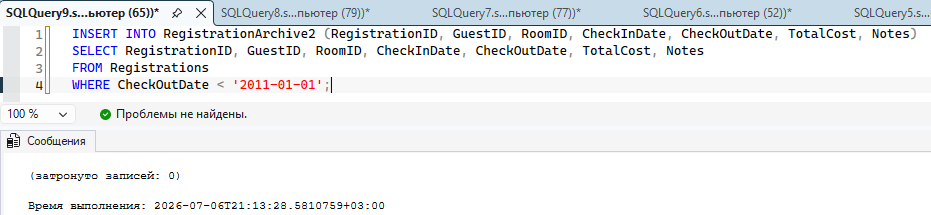 SQLQuery9.s...ьютер (65))* SQLQuery8.s...пьютер (79))* SQLQuery7.s...пьютер (77))* SQLQuery6.s...пьютер (52))* SQLQuery5.s
1 INSERT INTO RegistrationArchive2 (RegistrationID, GuestID, RoomID, CheckInDate, CheckOutDate, TotalCost, Notes)
2 SELECT RegistrationID, GuestID, RoomID, CheckInDate, CheckOutDate, TotalCost, Notes
3 FROM Registrations
4 WHERE CheckOutDate < '2011-01-01';
100 % Проблемы не найдены.
Сообщения
(затронуто записей: 0)
Время выполнения: 2026-07-06T21:13:28.5810759+03:00